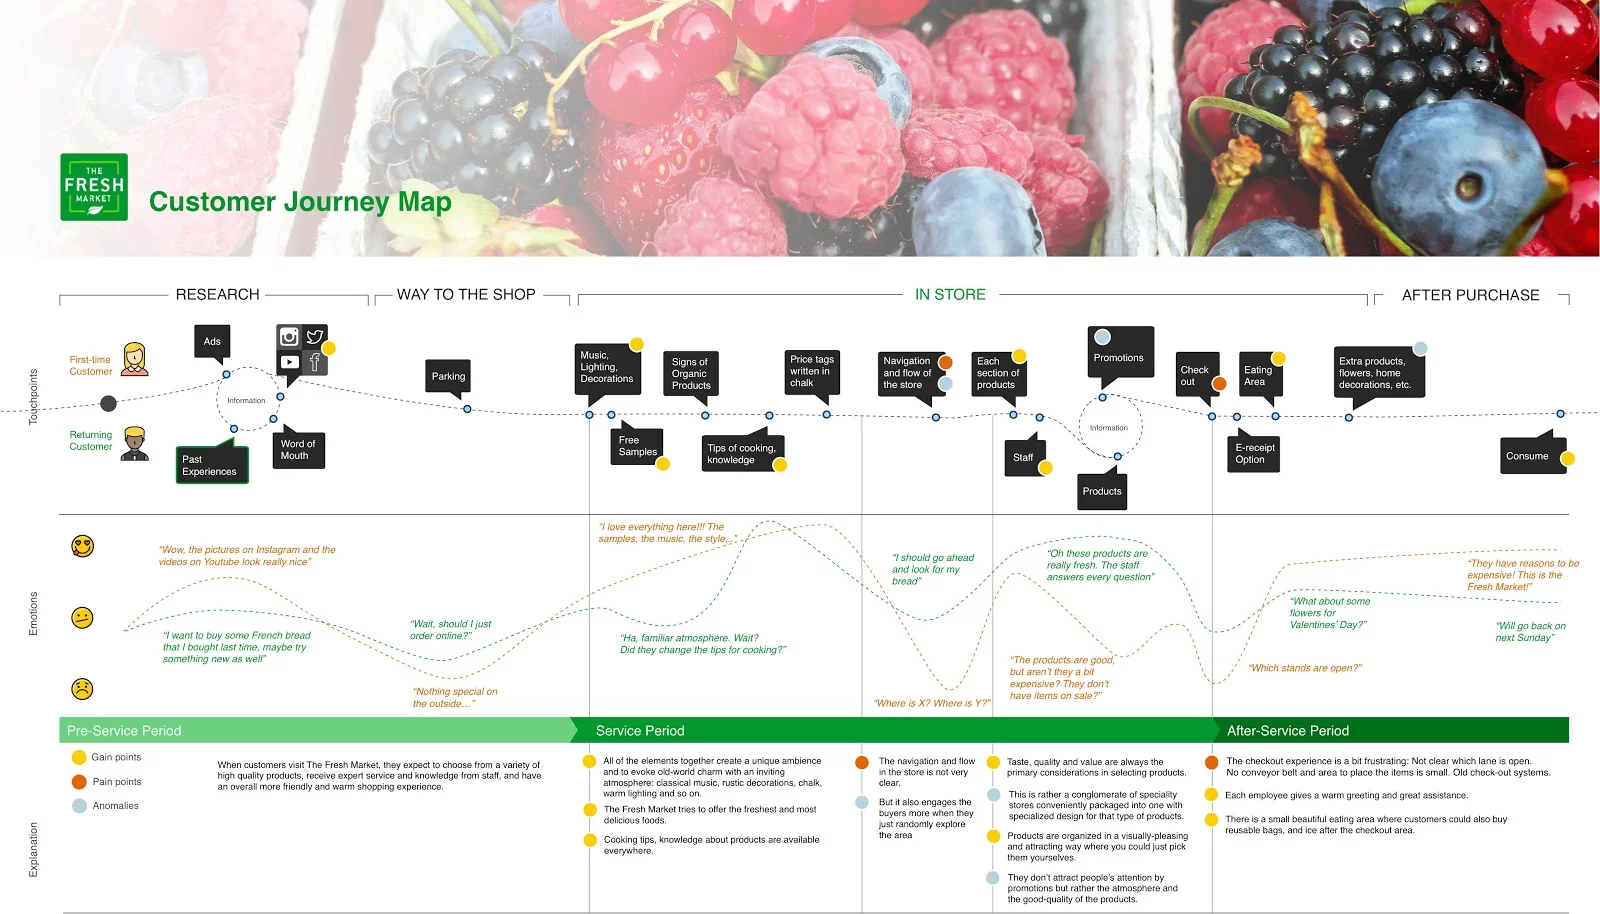 THE
FRESH
MARKET
Customer Journey Map
RESEARCH
WAY TO THE SHOP
IN STORE
AFTER PURCHASE
Touchpoints
First-time
Customer
Returning
Customer
Ads
Information
Past
Experiences
Word of
Mouth
Parking
Music,
Lighting,
Decorations
Free
Samples
Signs of
Organic
Products
Tips of cooking,
knowledge
Price tags
written in
chalk
Navigation
and flow of
the store
Each
section of
products
Staff
Promotions
Information
Products
Check
out
E-receipt
Option
Eating
Area
Extra products,
flowers, home
decorations, etc.
Consume
Emotions
“Wow, the pictures on Instagram and the
videos on Youtube look really nice”
“I want to buy some French bread
that I bought last time, maybe try
something new as well”
“Wait, should I just
order online?”
“Nothing special on
the outside…”
“I love everything here!!! The
samples, the music, the style...”
“Ha, familiar atmosphere. Wait?
Did they change the tips for cooking?”
“I should go ahead
and look for my
bread”
“Where is X? Where is Y?”
“Oh these products are
really fresh. The staff
answers every question”
“The products are good,
but aren’t they a bit
expensive? They don’t
have items on sale?”
“Which stands are open?”
“What about some
flowers for
Valentines’ Day?”
“They have reasons to be
expensive! This is the
Fresh Market!”
“Will go back on
next Sunday”
Pre-Service Period
Service Period
After-Service Period
Explanation
Gain points
Pain points
Anomalies
When customers visit The Fresh Market, they expect to choose from a variety of
high quality products, receive expert service and knowledge from staff, and have
an overall more friendly and warm shopping experience.
All of the elements together create a unique ambience
and to evoke old-world charm with an inviting
atmosphere: classical music, rustic decorations, chalk,
warm lighting and so on.
The Fresh Market tries to offer the freshest and most
delicious foods.
Cooking tips, knowledge about products are available
everywhere.
The navigation and flow
in the store is not very
clear.
But it also engages the
buyers more when they
just randomly explore
the area
Taste, quality and value are always the
primary considerations in selecting products.
This is rather a conglomerate of speciality
stores conveniently packaged into one with
specialized design for that type of products.
Products are organized in a visually-pleasing
and attracting way where you could just pick
them yourselves.
They don’t attract people’s attention by
promotions but rather the atmosphere and
the good-quality of the products.
The checkout experience is a bit frustrating: Not clear which lane is open.
No conveyor belt and area to place the items is small. Old check-out systems.
Each employee gives a warm greeting and great assistance.
There is a small beautiful eating area where customers could also buy
reusable bags, and ice after the checkout area.